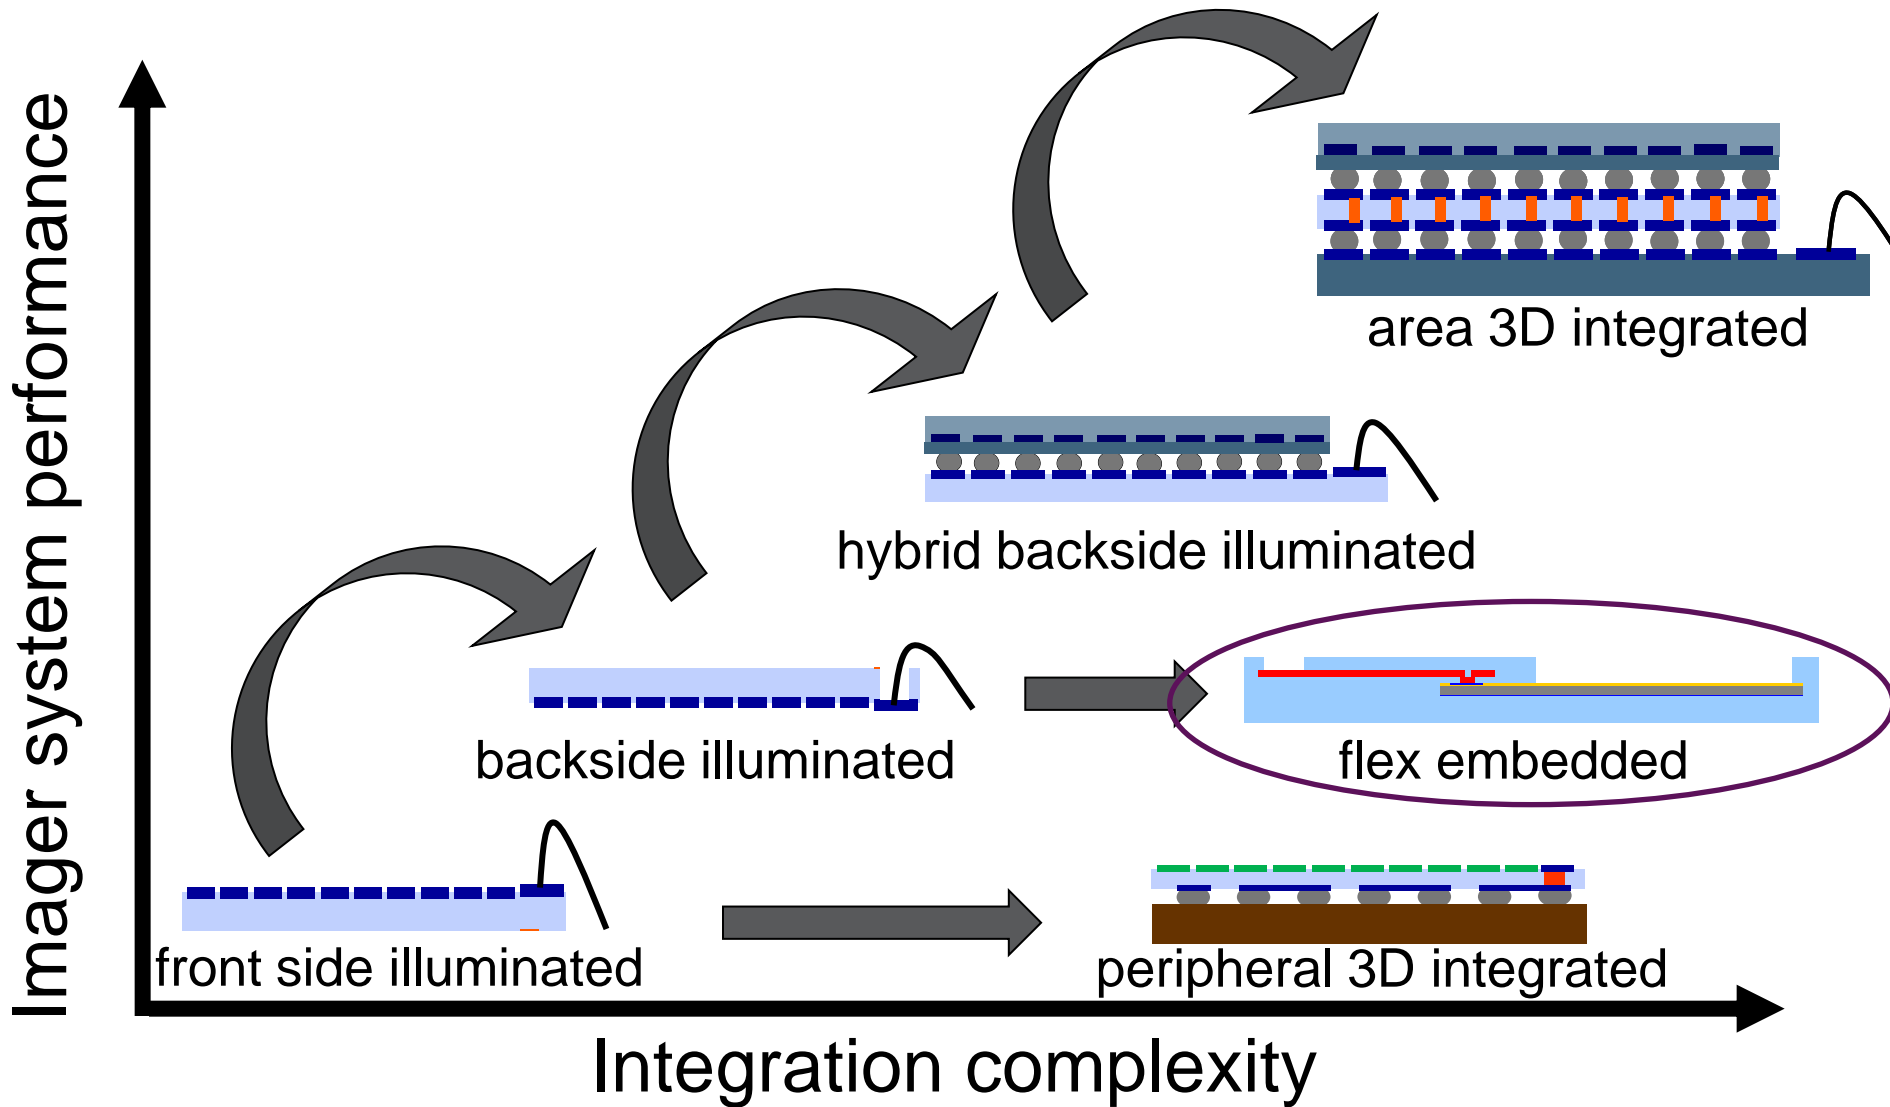 Imager system performance
area 3D integrated
hybrid backside illuminated
backside illuminated
flex embedded
front side illuminated
peripheral 3D integrated
Integration complexity